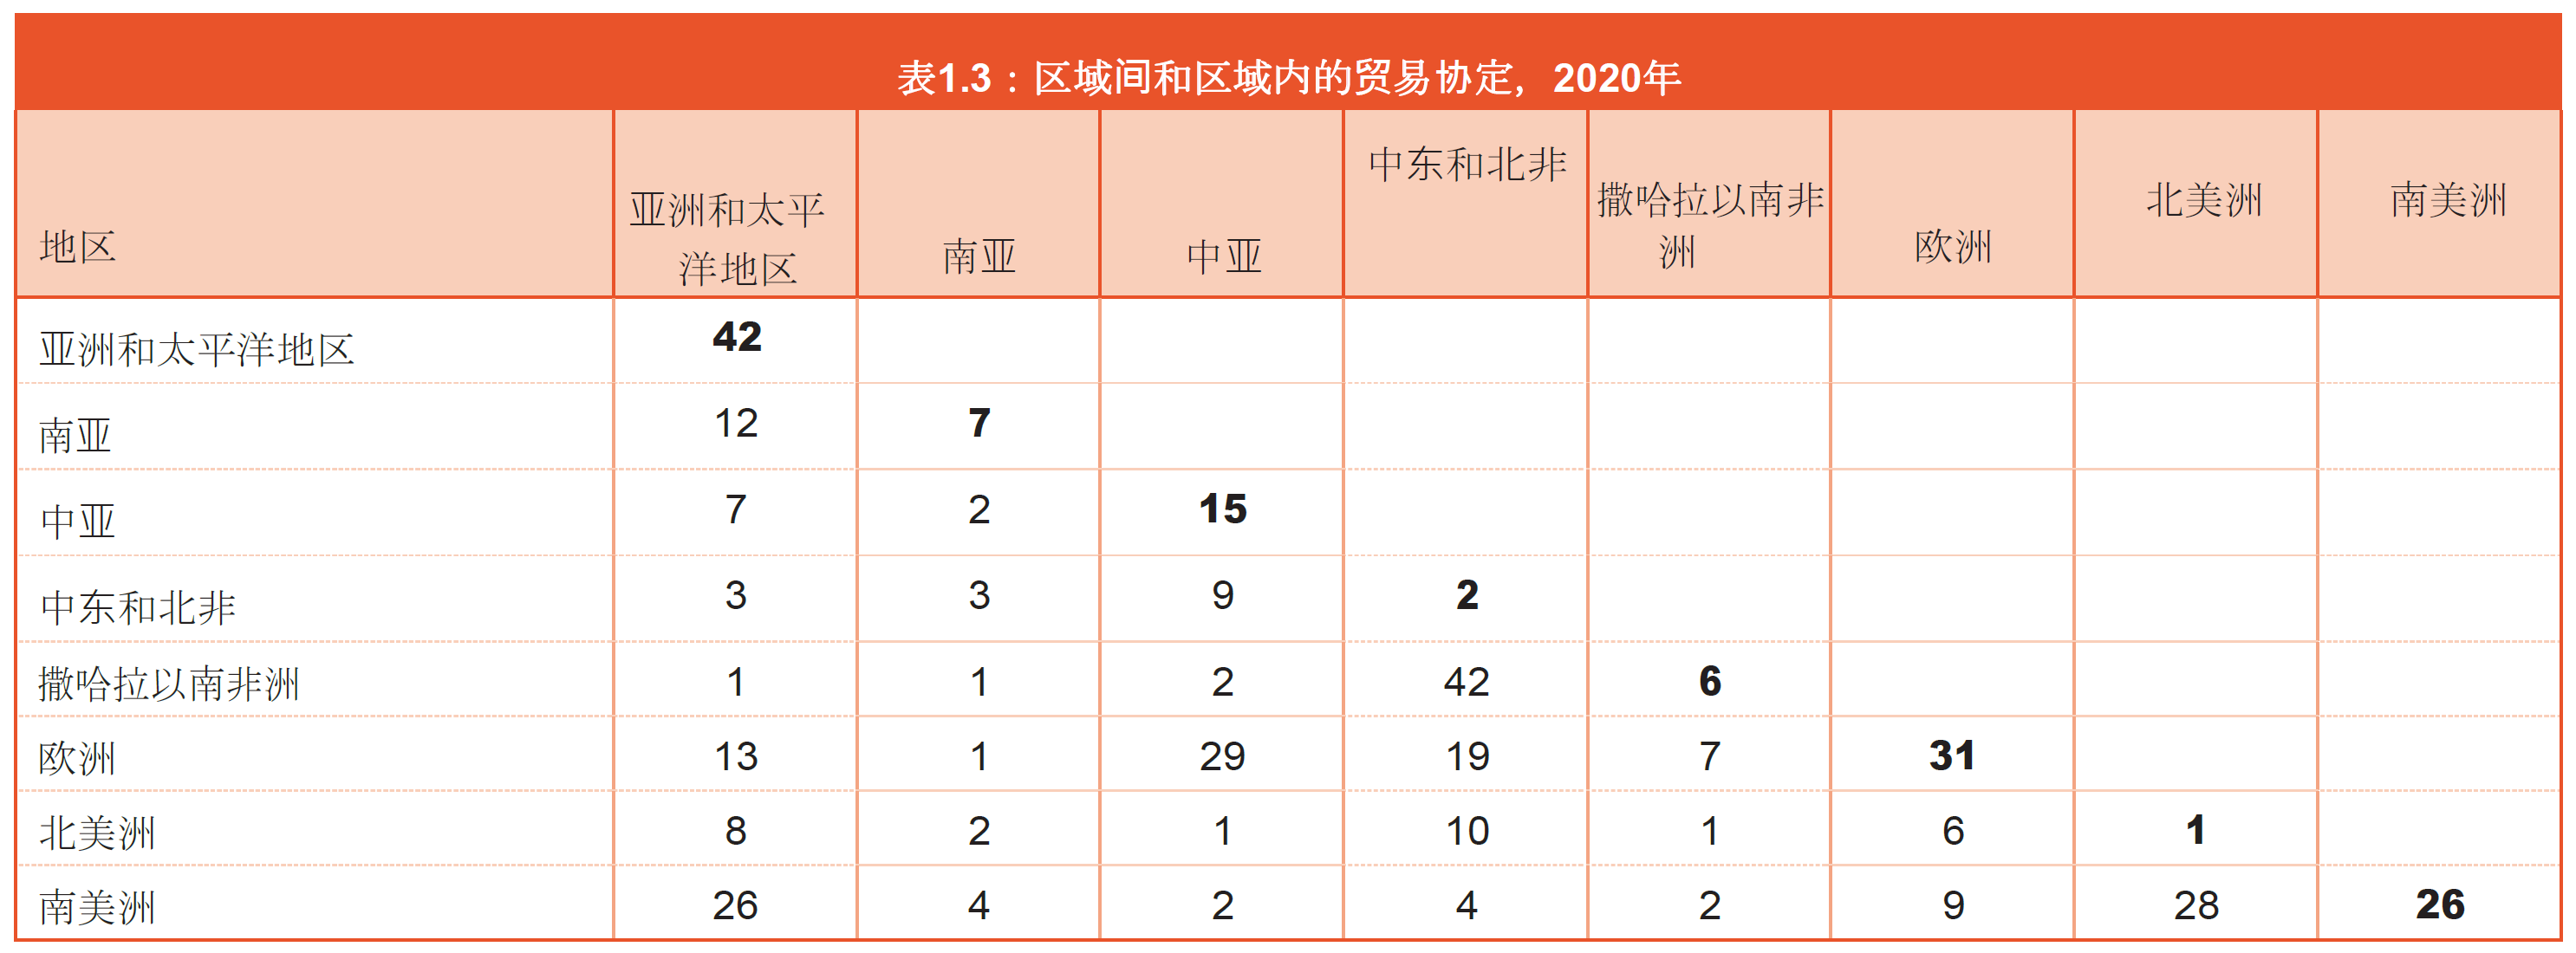 表1.3：区域间和区域内的贸易协定，2020年
地区 亚洲和太平洋地区 南亚 中亚 中东和北非 撒哈拉以南非洲 欧洲 北美洲 南美洲
亚洲和太平洋地区 42
南亚 12 7
中亚 7 2 15
中东和北非 3 3 9 2
撒哈拉以南非洲 1 1 2 42 6
欧洲 13 1 29 19 7 31
北美洲 8 2 1 10 1 6 1
南美洲 26 4 2 4 2 9 28 26